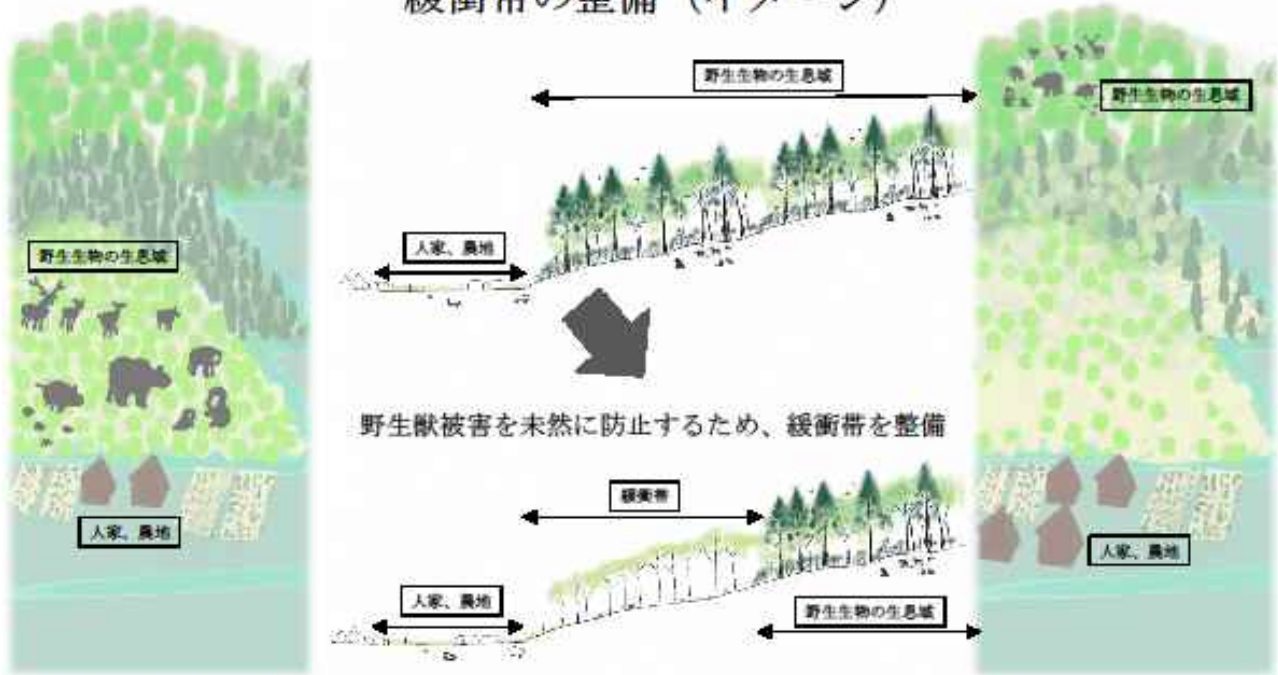 緩衝帯の整備（イメージ）
野生生物の生息域
野生生物の生息域
野生生物の生息域
人家、農地
野生獣被害を未然に防止するため、緩衝帯を整備
緩衝帯
人家、農地
人家、農地
人家、農地
野生生物の生息域